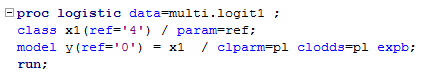 proc logistic data=multi.logit1 ;
class x1(ref='4') / param=ref;
model y(ref='0') = x1  / clparm=pl clodds=pl expb;
run;